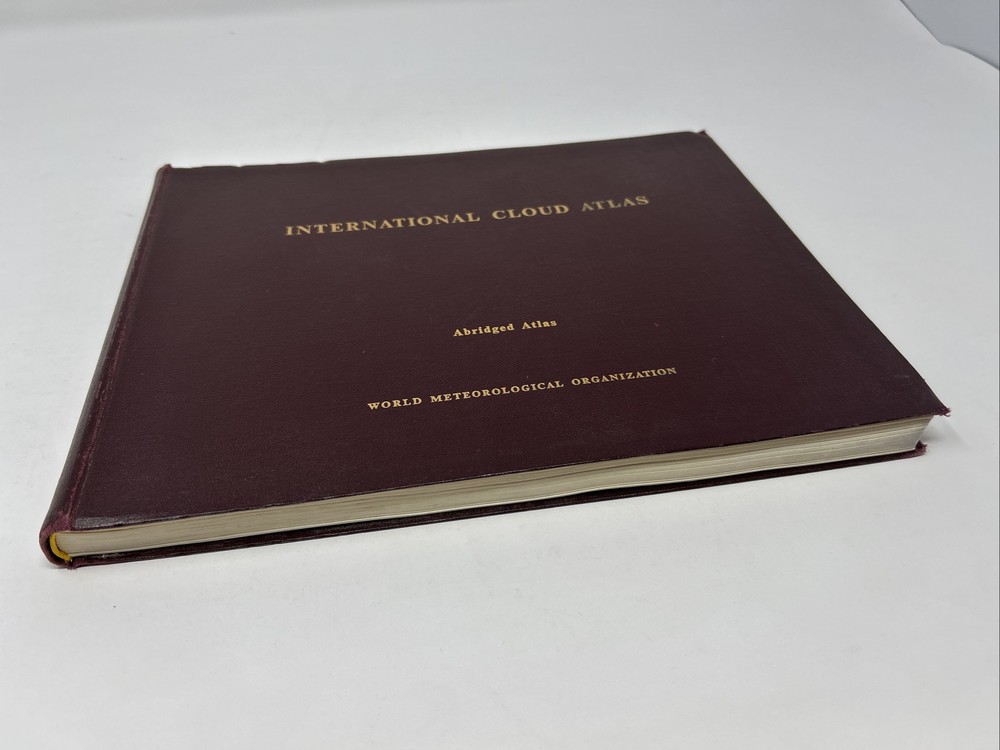 INTERNATIONAL CLOUD ATLAS
Abridged Atlas
WORLD METEOROLOGICAL ORGANIZATION